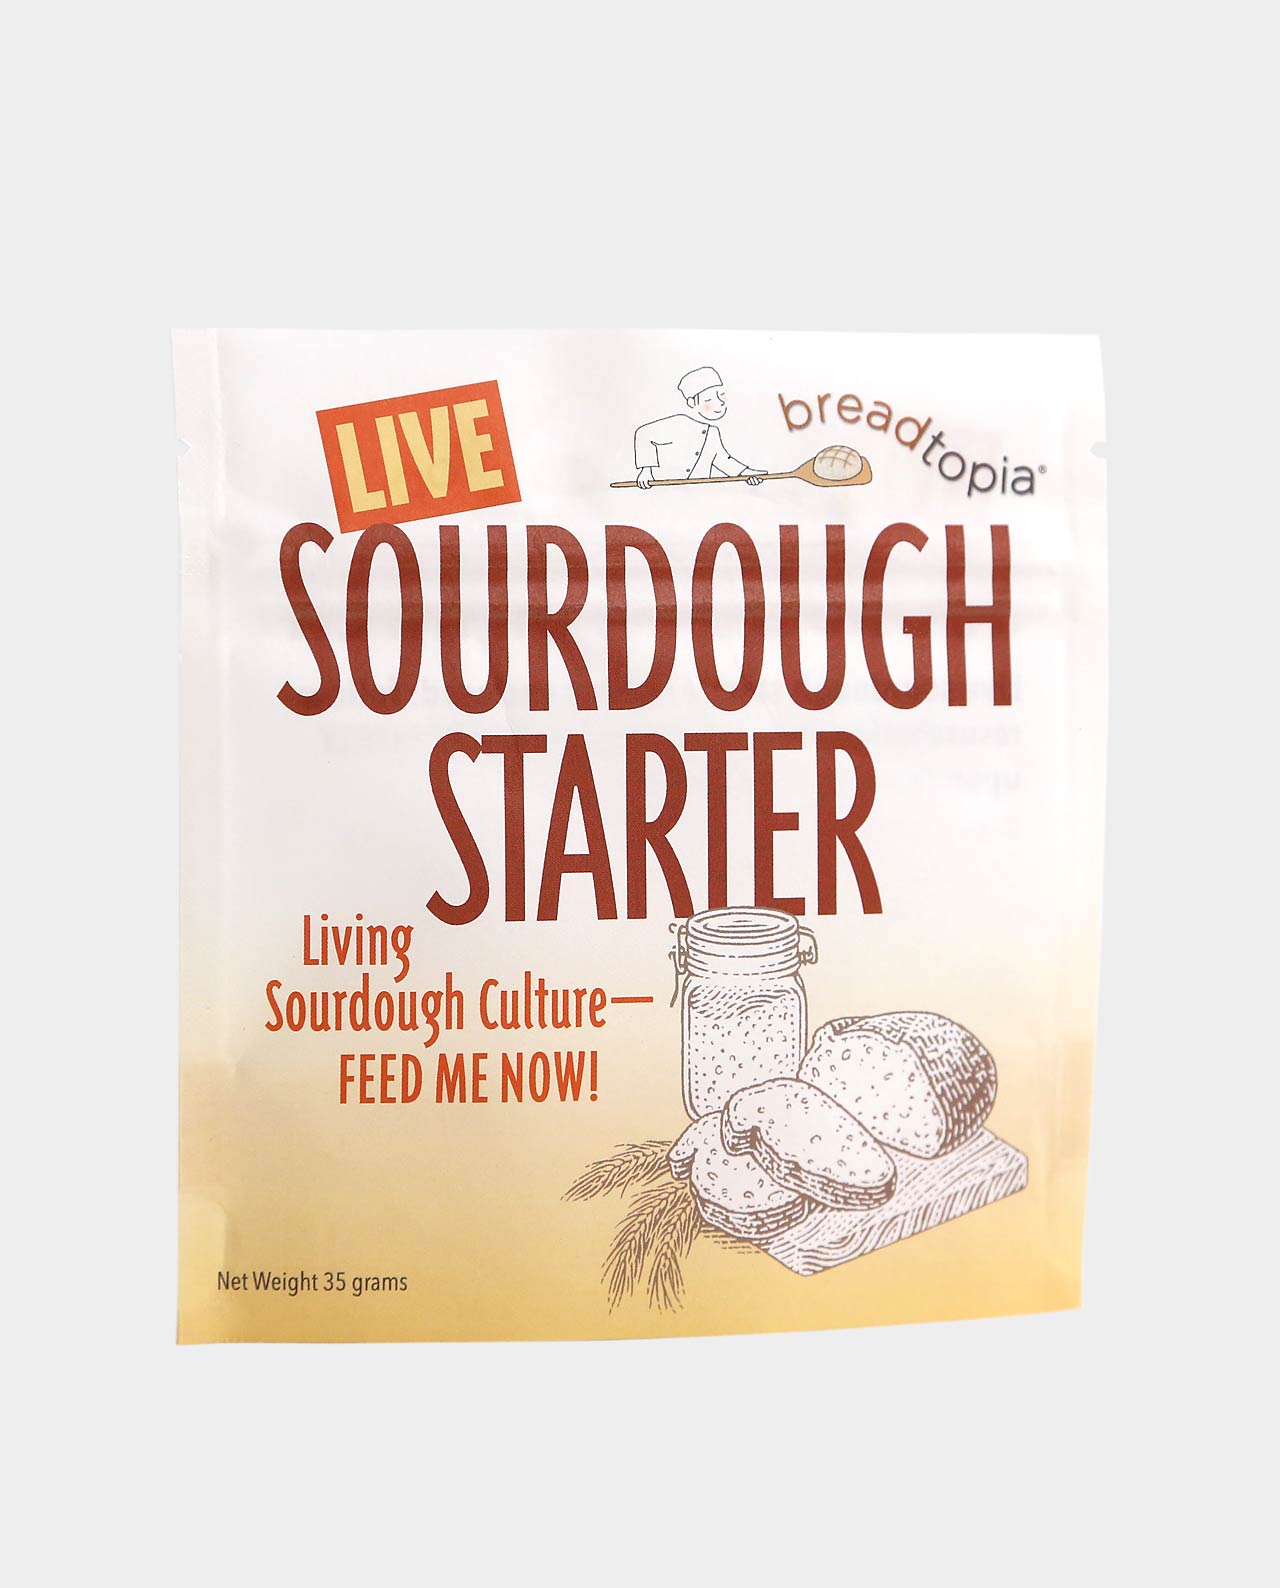 LIVE
breadtopia®
SOURDOUGH
STARTER
Living
Sourdough Culture—
FEED ME NOW!
Net Weight 35 grams